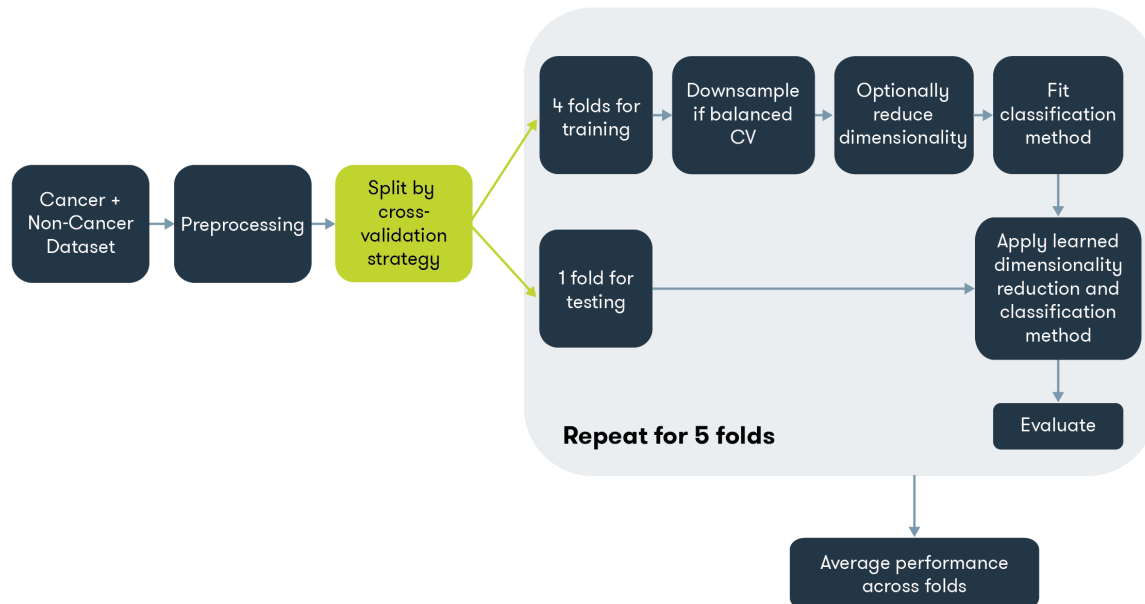 Cancer +
Non-Cancer
Dataset
Preprocessing
Split by
cross-
validation
strategy
4 folds for
training
Downsample
if balanced
CV
Optionally
reduce
dimensionality
Fit
classification
method
1 fold for
testing
Apply learned
dimensionality
reduction and
classification
method
Evaluate
Repeat for 5 folds
Average performance
across folds